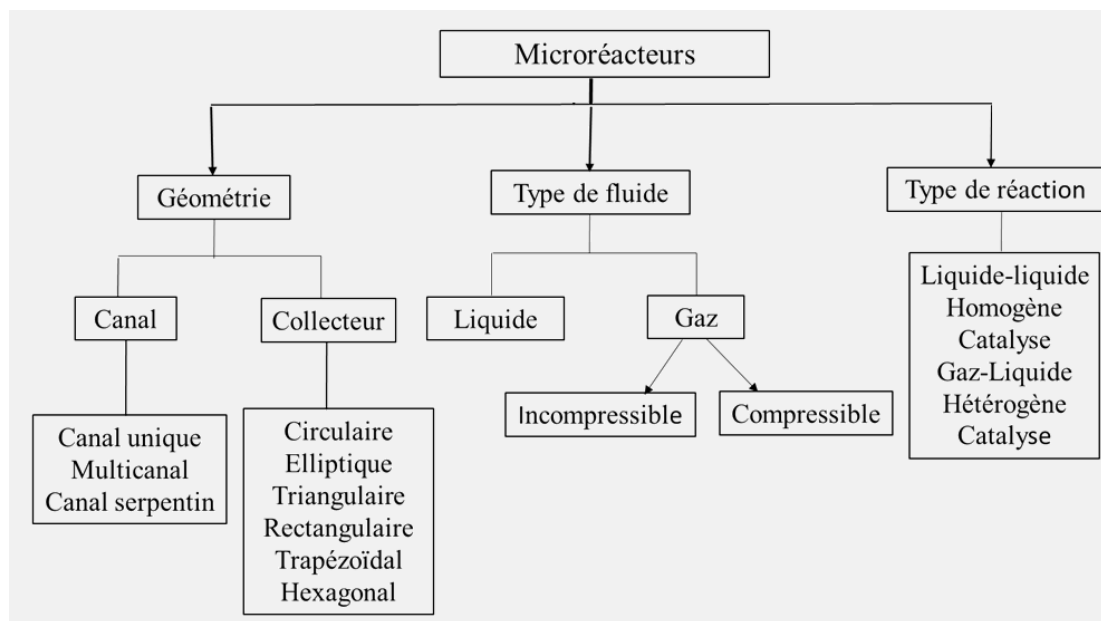 Microréacteurs
Géométrie
Type de fluide
Type de réaction
Canal
Collecteur
Liquide
Gaz
Canal unique
Multicanal
Canal serpentin
Circulaire
Elliptique
Triangulaire
Rectangulaire
Trapézoïdal
Hexagonal
Incompressible
Compressible
Liquide-liquide
Homogène
Catalyse
Gaz-Liquide
Hétérogène
Catalyse